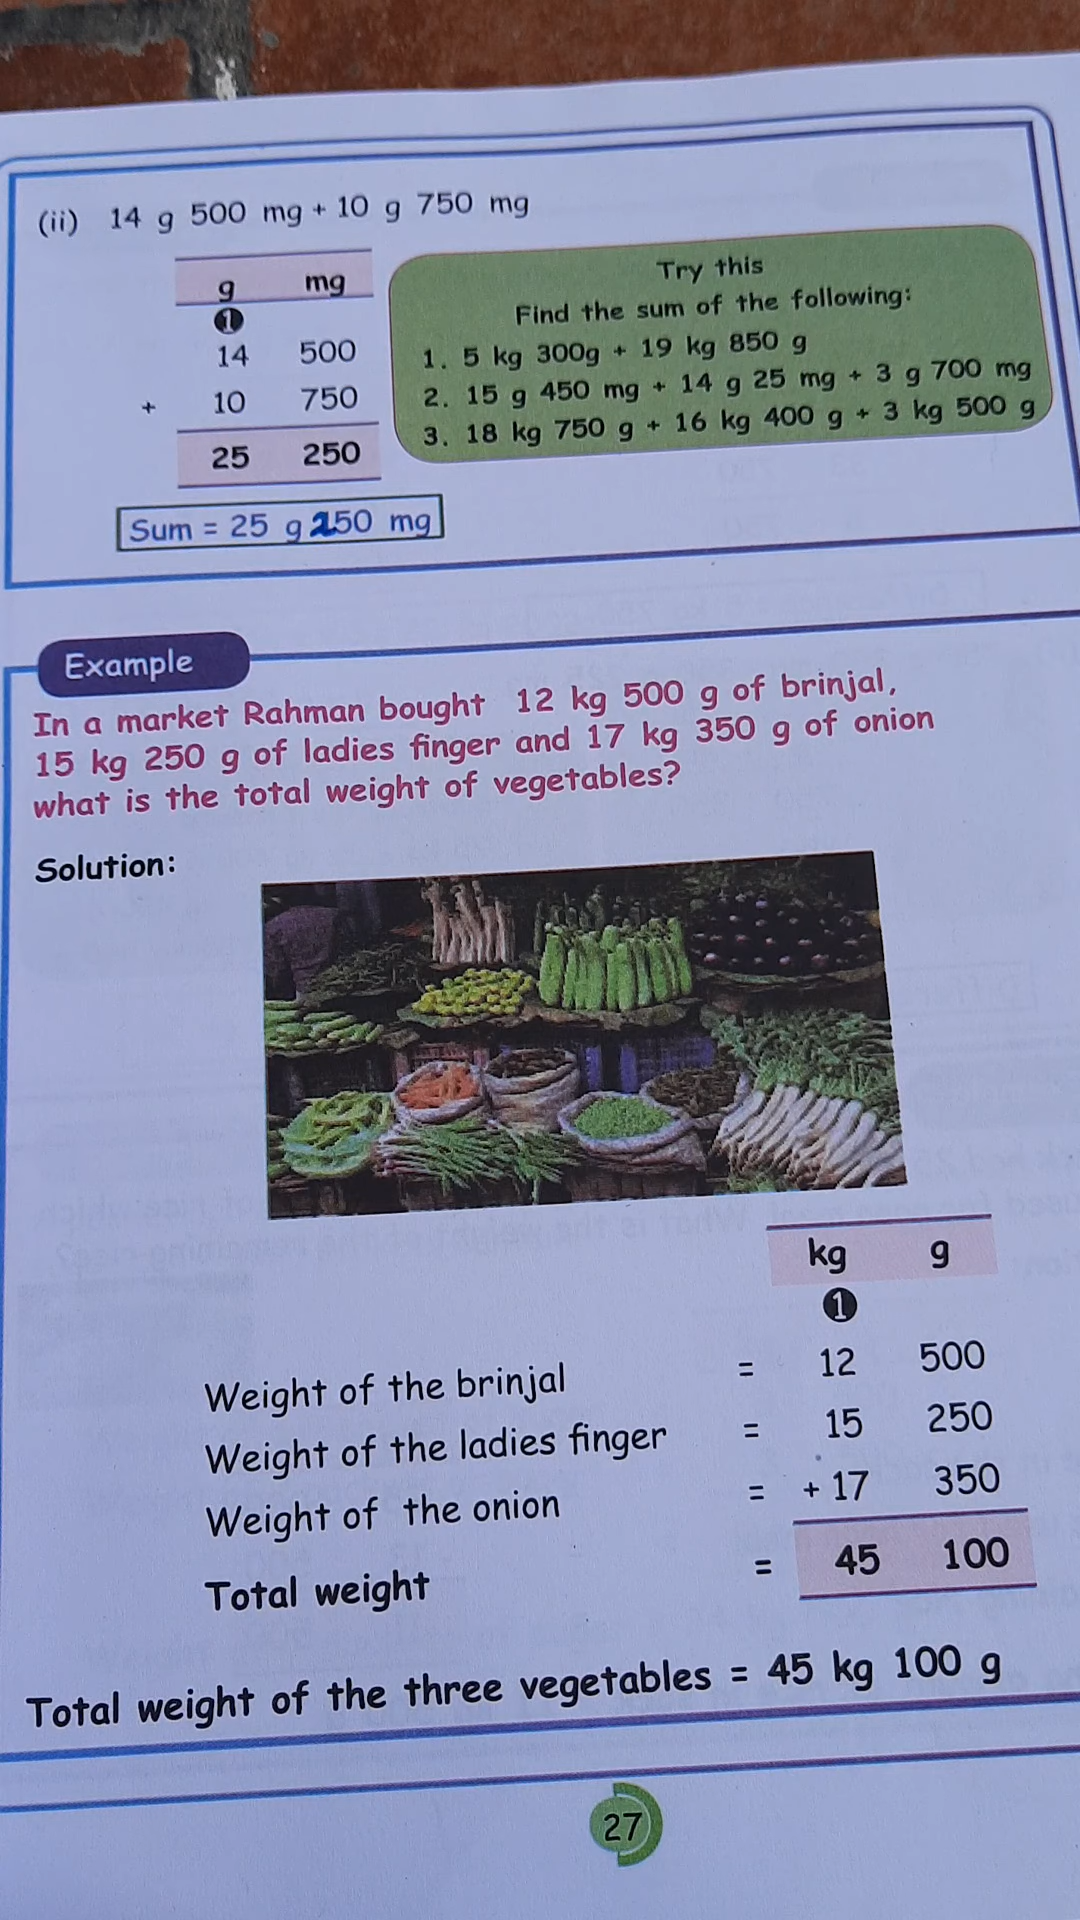 (ii) 14 g 500 mg + 10 g 750 mg
g mg
1
14 500
+ 10 750
25 250
Sum = 25 g 250 mg
Try this
Find the sum of the following:
1. 5 kg 300g + 19 kg 850 g
2. 15 g 450 mg + 14 g 25 mg + 3 g 700 mg
3. 18 kg 750 g + 16 kg 400 g + 3 kg 500 g
Example
In a market Rahman bought 12 kg 500 g of brinjal,
15 kg 250 g of ladies finger and 17 kg 350 g of onion
what is the total weight of vegetables?
Solution:
kg g
1
Weight of the brinjal = 12 500
Weight of the ladies finger = 15 250
Weight of the onion = + 17 350
Total weight = 45 100
Total weight of the three vegetables = 45 kg 100 g
27